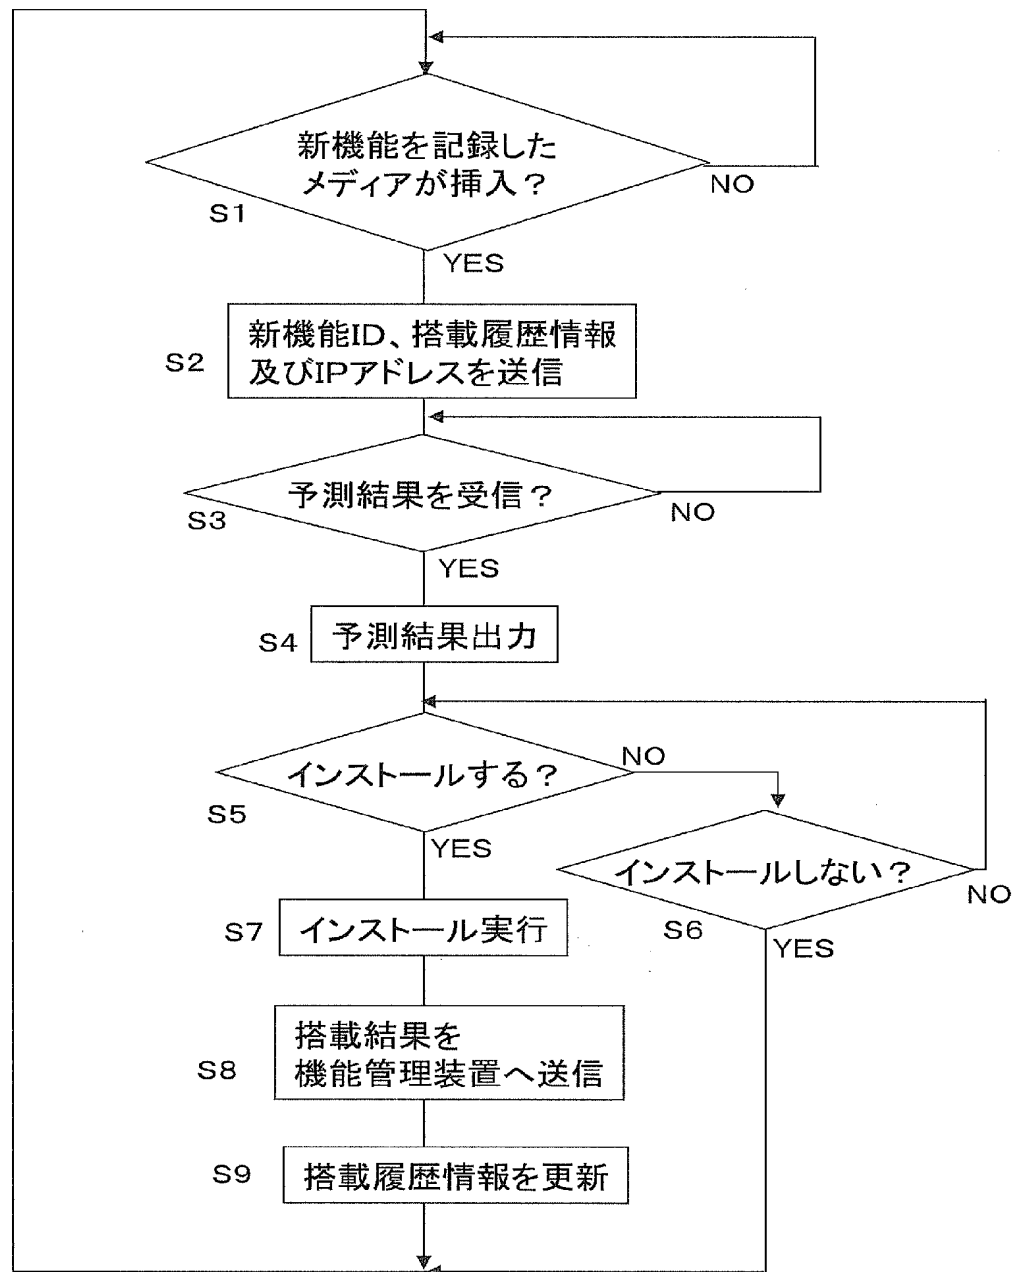 新機能を記録した
メディアが挿入？
NO
S1
YES
新機能ID、搭載履歴情報
及びIPアドレスを送信
S2
予測結果を受信？
S3
NO
YES
S4
予測結果出力
インストールする？
NO
S5
YES
インストールしない？
NO
S6
YES
S7
インストール実行
搭載結果を
機能管理装置へ送信
S8
S9
搭載履歴情報を更新